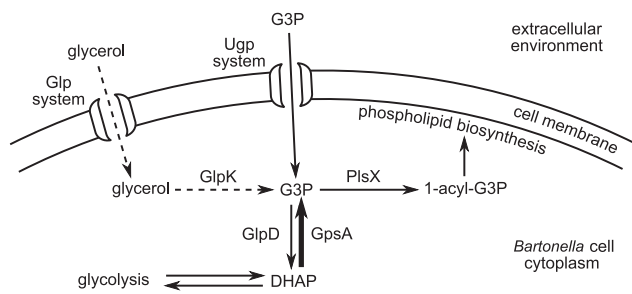 G3P
extracellular
environment
glycerol
Ugp
system
Glp
system
cell membrane
phospholipid biosynthesis
glycerol
GlpK
G3P
PlsX
1-acyl-G3P
GlpD
GpsA
Bartonella cell
cytoplasm
glycolysis
DHAP